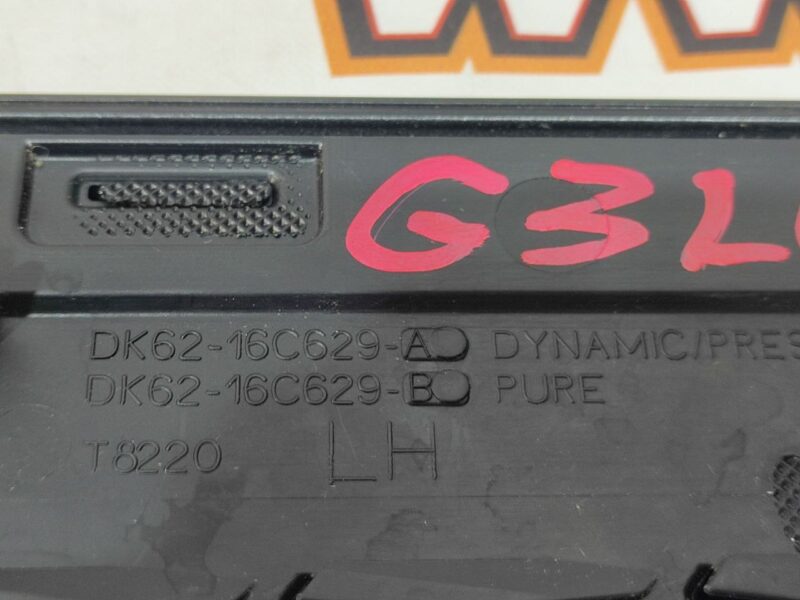 G3L
DK62-16C629-A DYNAMIC/PRES
DK62-16C629-B PURE
T8220 LH